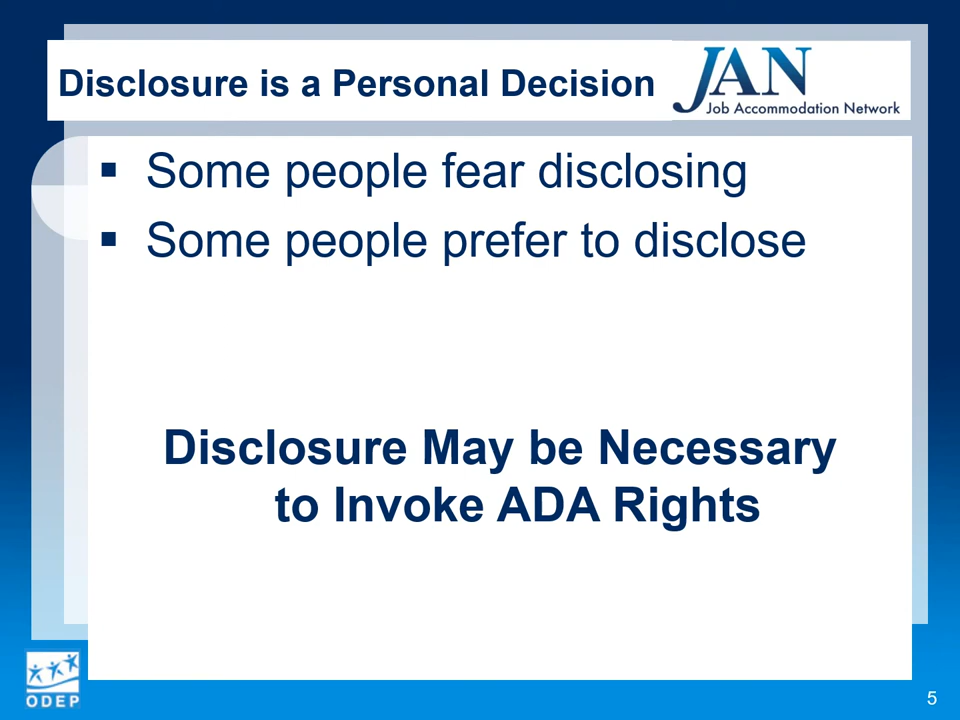 Disclosure is a Personal Decision
JAN
Job Accommodation Network
▪ Some people fear disclosing
▪ Some people prefer to disclose
Disclosure May be Necessary
to Invoke ADA Rights
ODEP
5